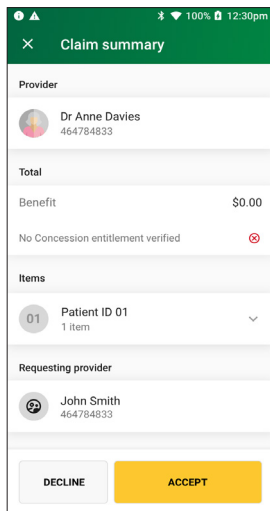 100% 12:30pm
Claim summary
Provider
Dr Anne Davies
464784833
Total
Benefit $0.00
No Concession entitlement verified
Items
01 Patient ID 01
1 item
Requesting provider
John Smith
464784833
DECLINE ACCEPT